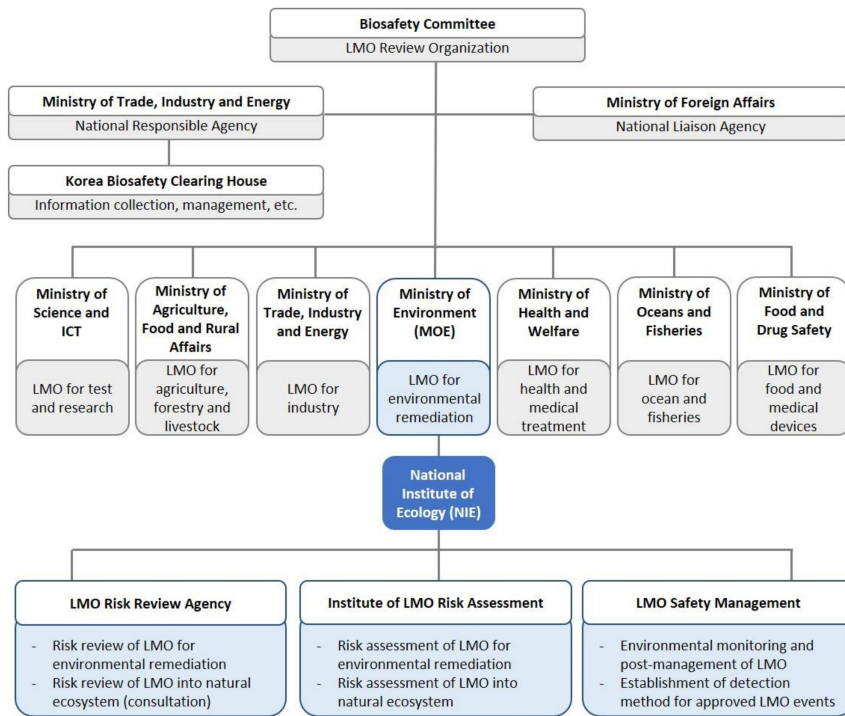 Biosafety Committee
LMO Review Organization
Ministry of Trade, Industry and Energy
National Responsible Agency
Ministry of Foreign Affairs
National Liaison Agency
Korea Biosafety Clearing House
Information collection, management, etc.
Ministry of
Science and
ICT
LMO for test
and research
Ministry of
Agriculture,
Food and Rural
Affairs
LMO for
agriculture,
forestry and
livestock
Ministry of
Trade, Industry
and Energy
LMO for
industry
Ministry of
Environment
(MOE)
LMO for
environmental
remediation
Ministry of
Health and
Welfare
LMO for
health and
medical
treatment
Ministry of
Oceans and
Fisheries
LMO for
ocean and
fisheries
Ministry of
Food and
Drug Safety
LMO for
food and
medical
devices
National
Institute of
Ecology (NIE)
LMO Risk Review Agency
- Risk review of LMO for
environmental remediation
- Risk review of LMO into natural
ecosystem (consultation)
Institute of LMO Risk Assessment
- Risk assessment of LMO for
environmental remediation
- Risk assessment of LMO into
natural ecosystem
LMO Safety Management
- Environmental monitoring and
post-management of LMO
- Establishment of detection
method for approved LMO events